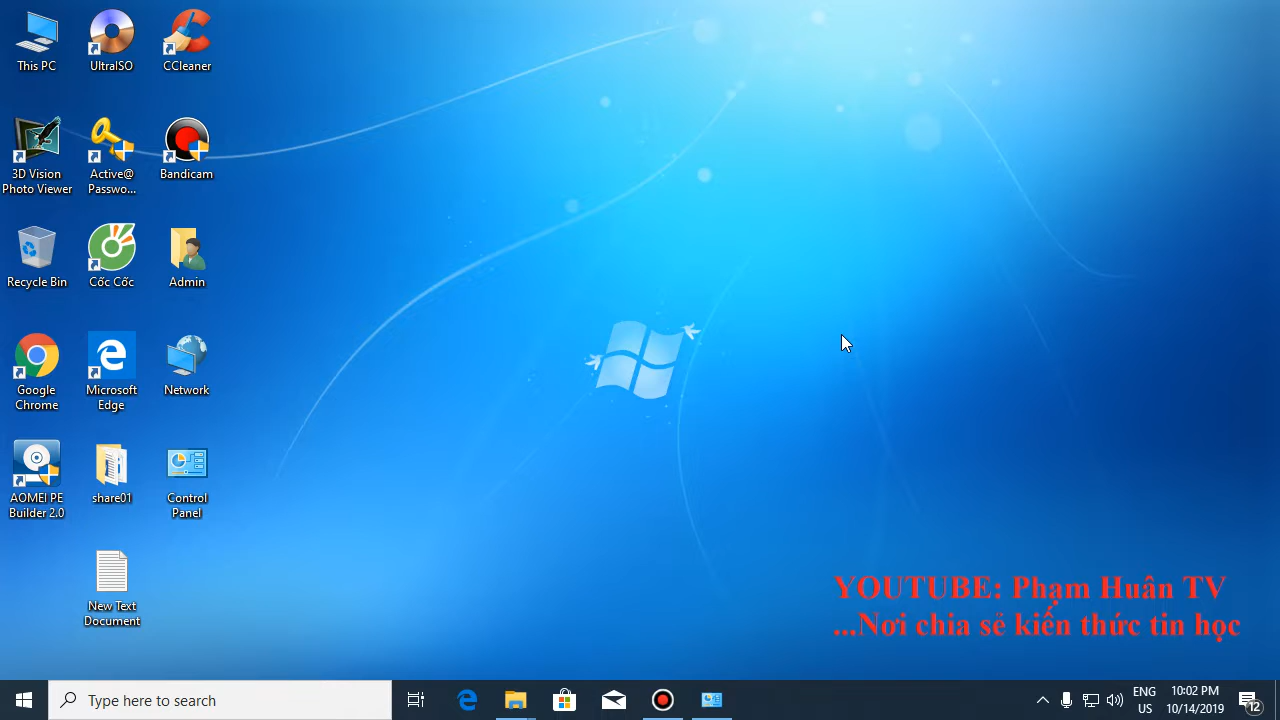 This PC
UltraISO
CCleaner
3D Vision
Photo Viewer
Active@
Passwo...
Bandicam
Recycle Bin
Cốc Cốc
Admin
Google
Chrome
Microsoft
Edge
Network
AOMEI PE
Builder 2.0
share01
Control
Panel
New Text
Document
YOUTUBE: Phạm Huân TV
...Nơi chia sẻ kiến thức tin học
Type here to search
ENG
US
10:02 PM
10/14/2019
12